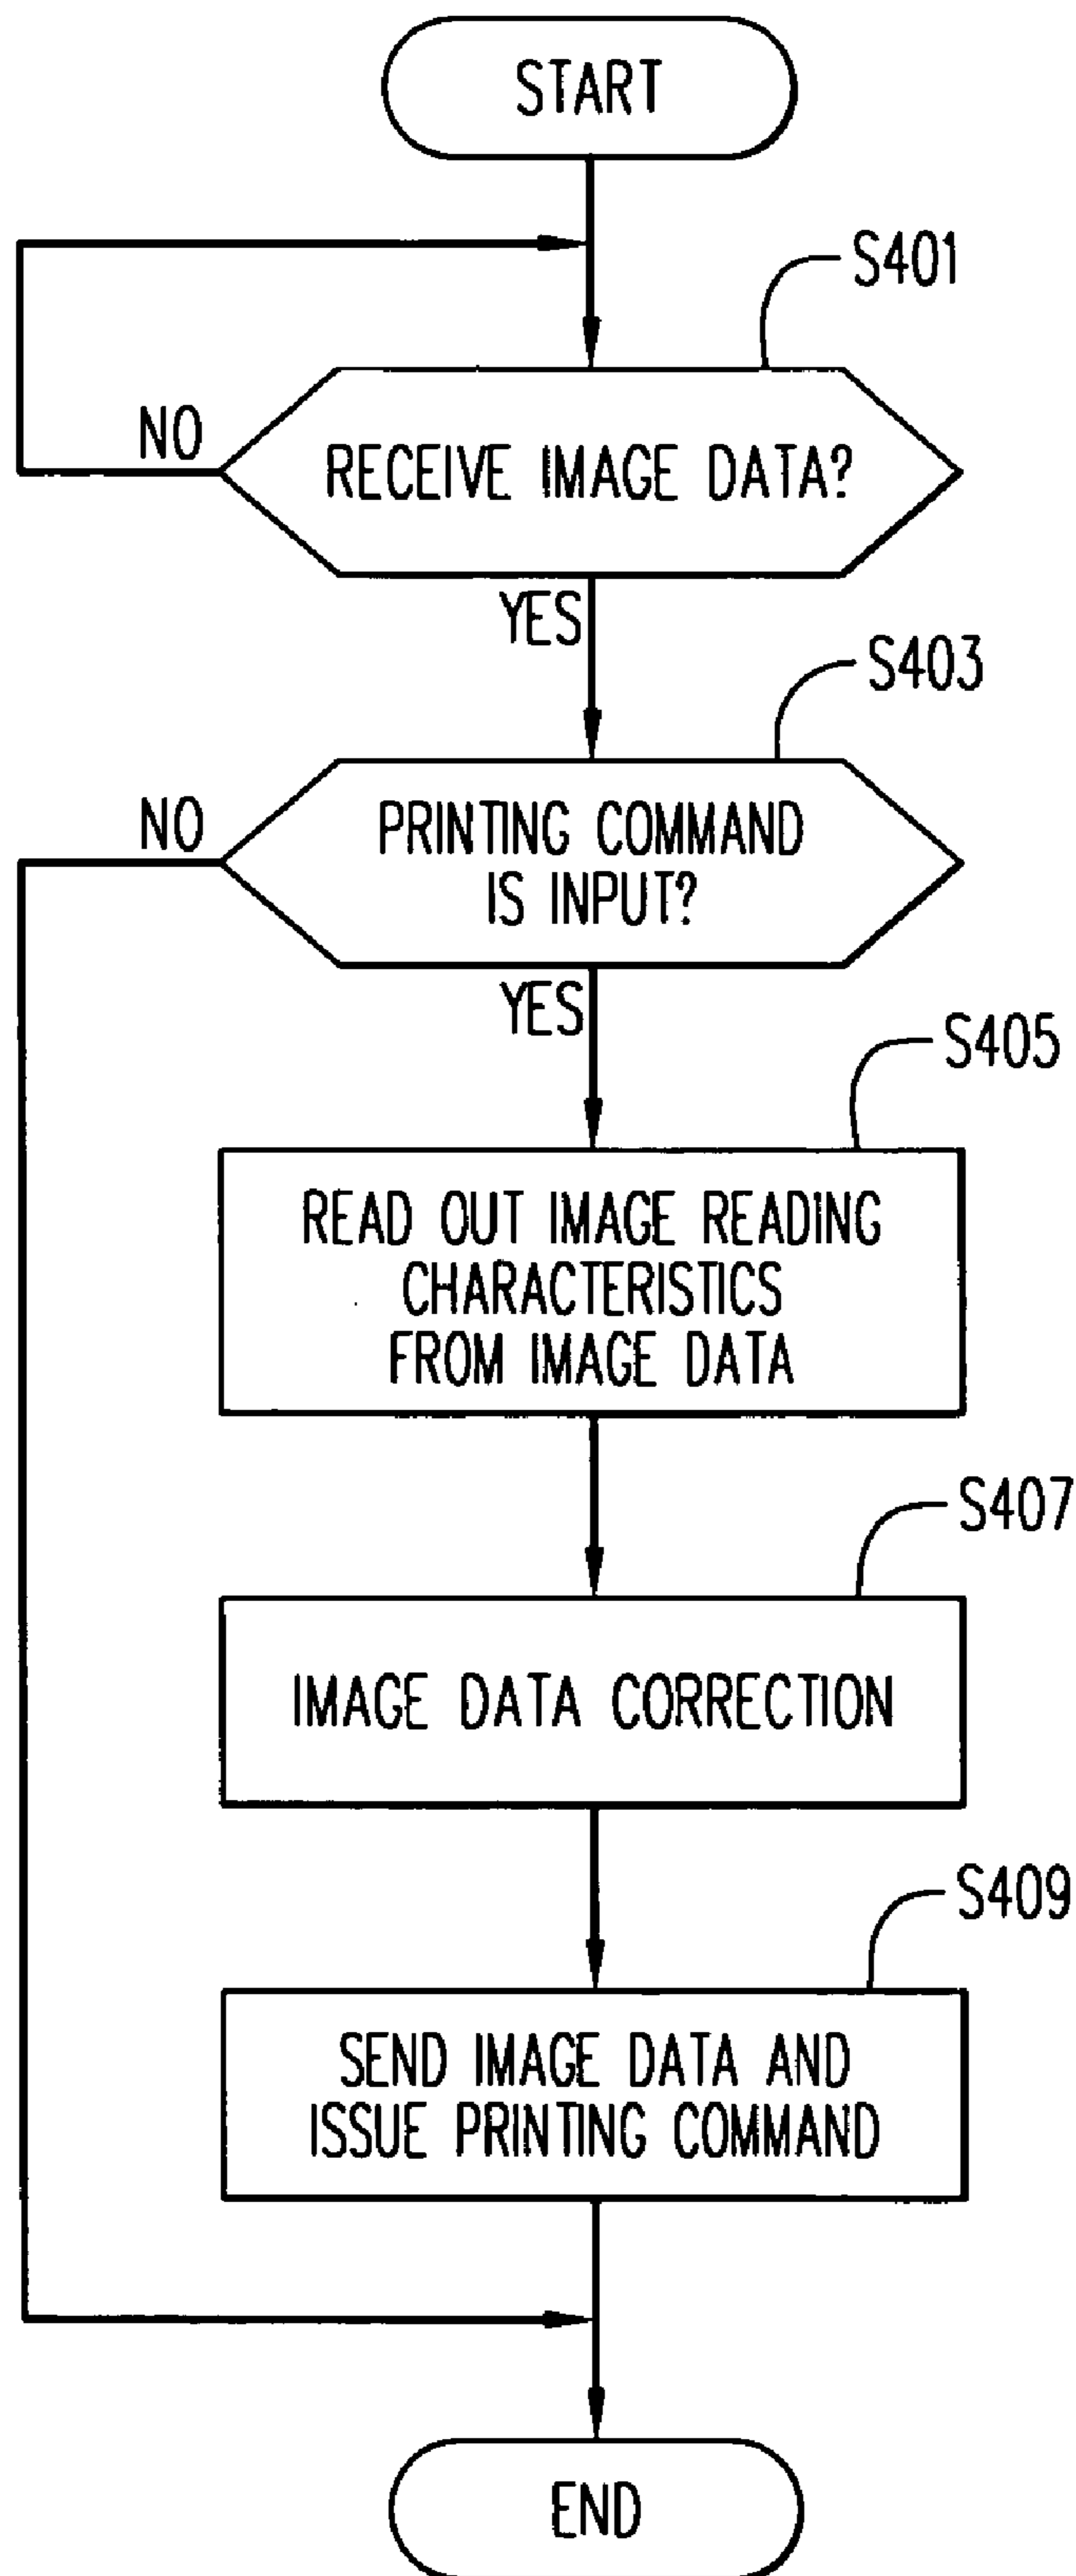 START
S401
NO
RECEIVE IMAGE DATA?
YES
S403
NO
PRINTING COMMAND
IS INPUT?
YES
S405
READ OUT IMAGE READING
CHARACTERISTICS
FROM IMAGE DATA
S407
IMAGE DATA CORRECTION
S409
SEND IMAGE DATA AND
ISSUE PRINTING COMMAND
END